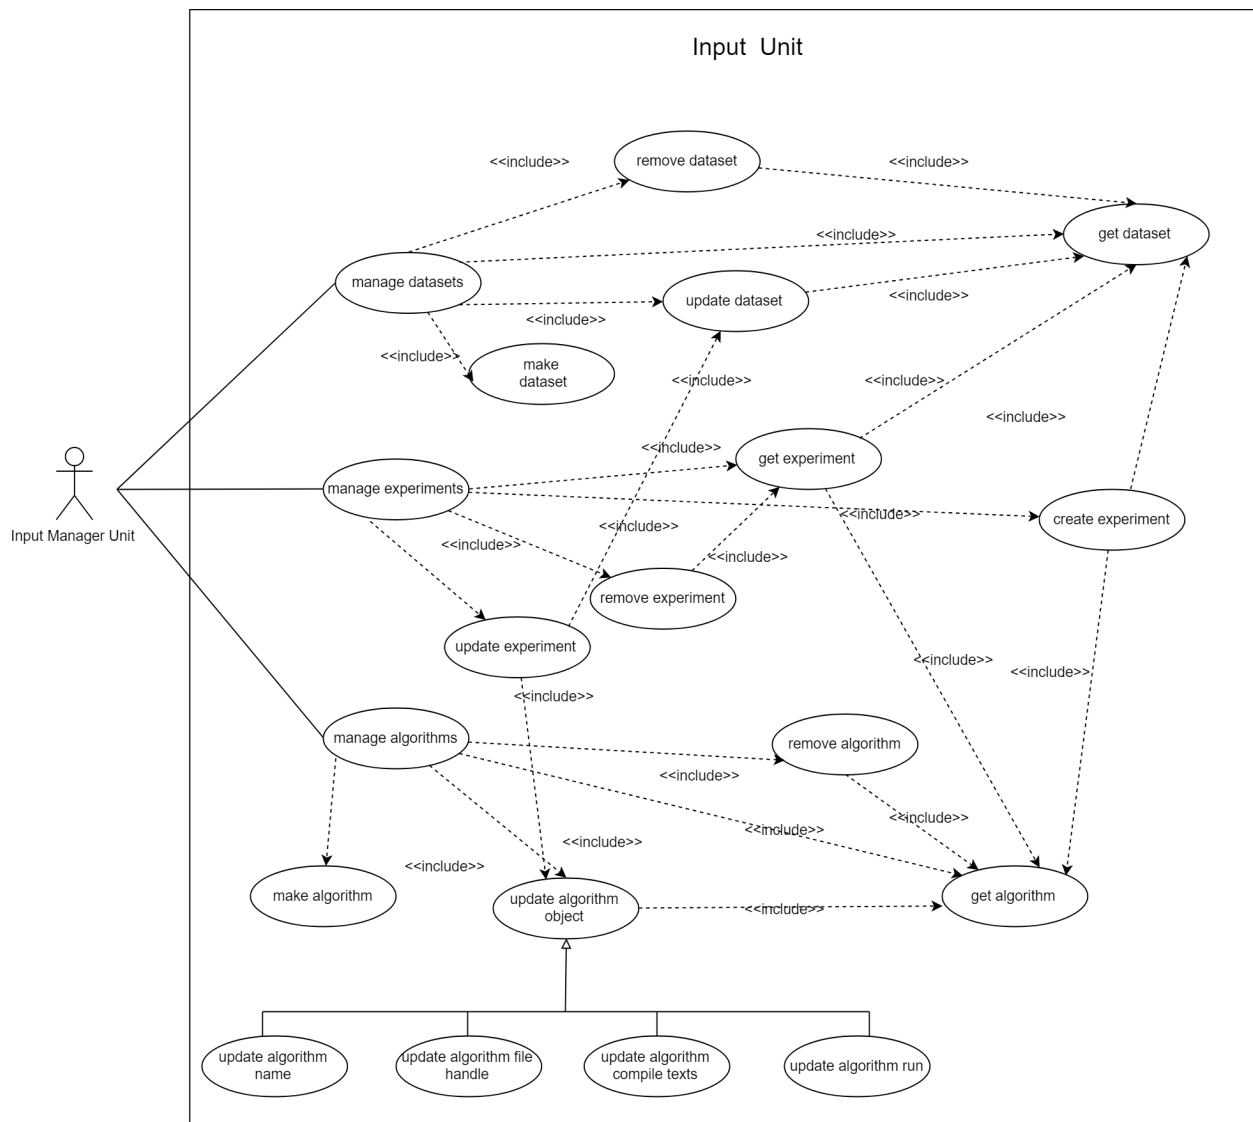 Input  Unit
<<include>>
remove dataset
<<include>>
get dataset
<<include>>
manage datasets
update dataset
<<include>>
<<include>>
<<include>>
make
dataset
<<include>>
<<include>>
<<include>>
<<include>>
get experiment
manage experiments
<<include>>
create experiment
<<include>>
Input Manager Unit
<<include>>
<<include>>
remove experiment
update experiment
<<include>>
<<include>>
<<include>>
manage algorithms
remove algorithm
<<include>>
<<include>>
<<include>>
<<include>>
<<include>>
make algorithm
update algorithm
object
<<include>>
get algorithm
update algorithm
name
update algorithm file
handle
update algorithm
compile texts
update algorithm run